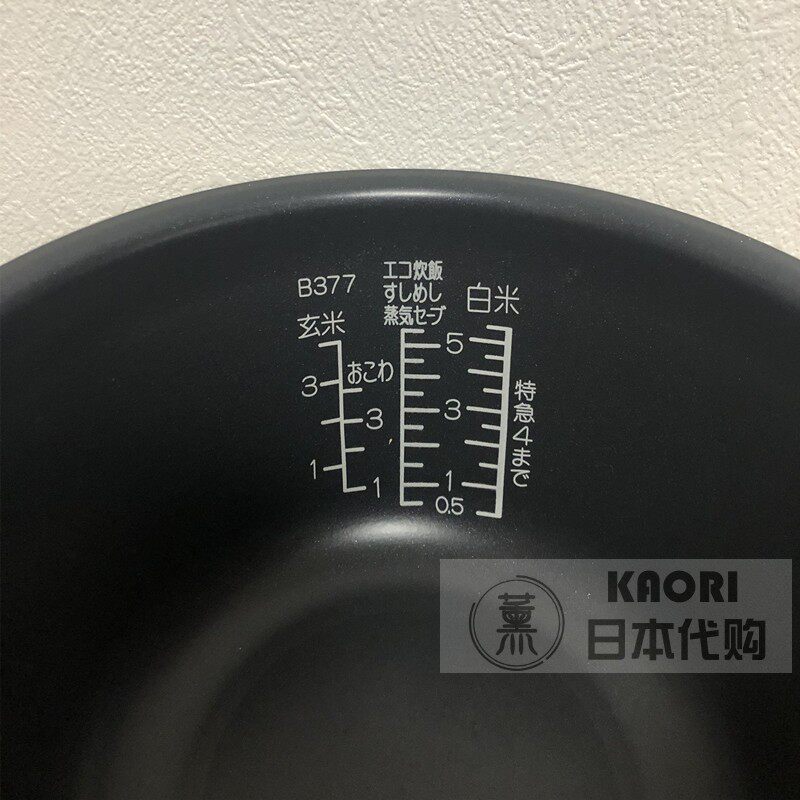 B377
玄米
エコ炊飯
すしめし
蒸気セーブ
白米
おこわ
3
1
3
1
5
3
1
0.5
特急4まで
薰
KAORI
日本代购